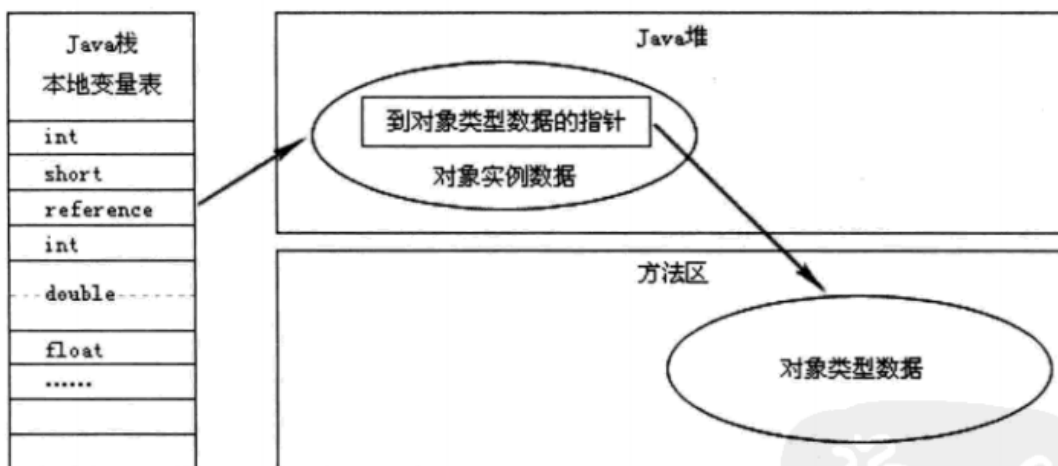 Java栈
本地变量表
int
short
reference
int
double
float
……
Java堆
到对象类型数据的指针
对象实例数据
方法区
对象类型数据